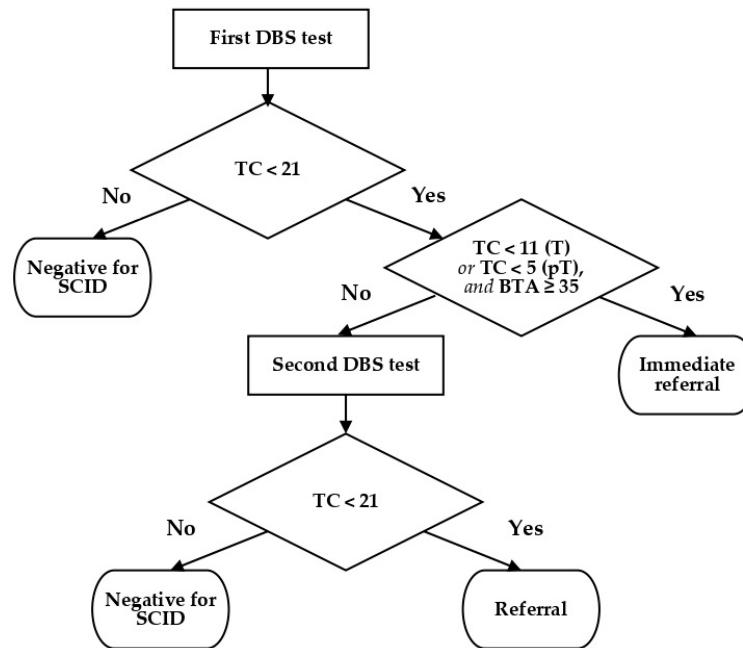 First DBS test
TC < 21
No
Yes
Negative for
SCID
TC < 11 (T)
or TC < 5 (pT),
and BTA ≥ 35
No
Yes
Second DBS test
Immediate
referral
TC < 21
No
Yes
Negative for
SCID
Referral